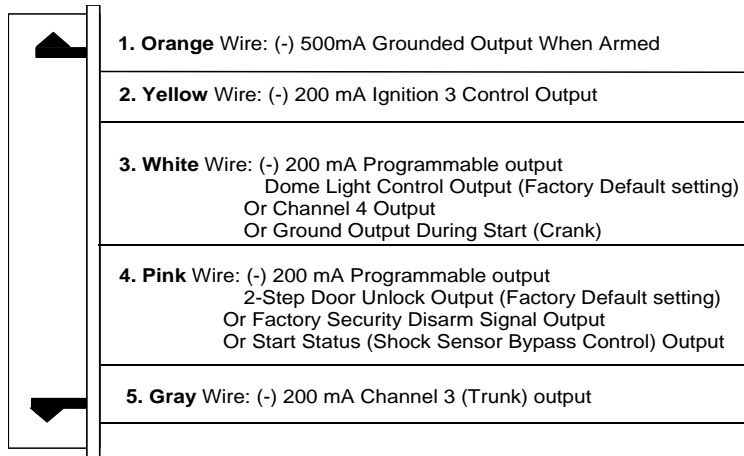 1. Orange Wire: (-) 500mA Grounded Output When Armed
2. Yellow Wire: (-) 200 mA Ignition 3 Control Output
3. White Wire: (-) 200 mA Programmable output
Dome Light Control Output (Factory Default setting)
Or Channel 4 Output
Or Ground Output During Start (Crank)
4. Pink Wire: (-) 200 mA Programmable output
2-Step Door Unlock Output (Factory Default setting)
Or Factory Security Disarm Signal Output
Or Start Status (Shock Sensor Bypass Control) Output
5. Gray Wire: (-) 200 mA Channel 3 (Trunk) output